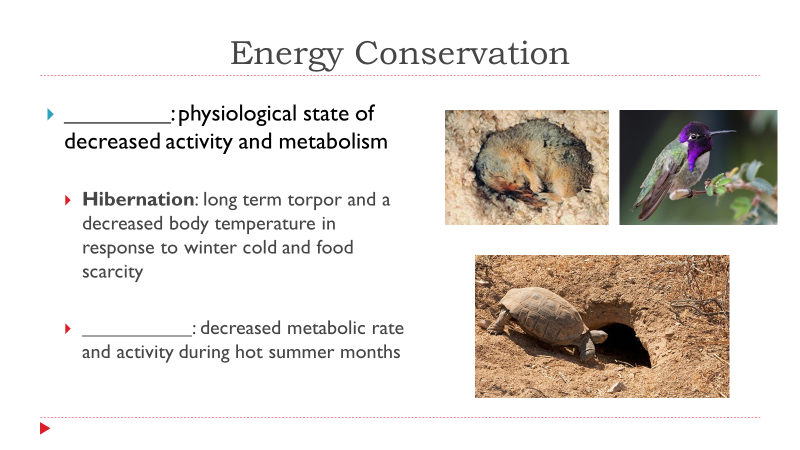 Energy Conservation
__________: physiological state of
decreased activity and metabolism
Hibernation: long term torpor and a
decreased body temperature in
response to winter cold and food
scarcity
___________: decreased metabolic rate
and activity during hot summer months